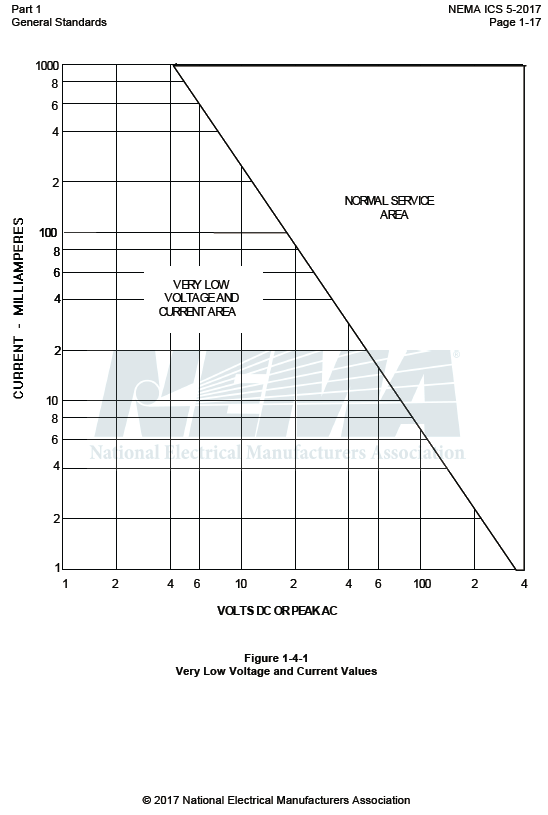 Part 1
General Standards
NEMA ICS 5-2017
Page 1-17
1000
8
6
4
2
100
8
6
4
2
10
8
6
4
2
1
CURRENT - MILLIAMPERES
NORMAL SERVICE
AREA
VERY LOW
VOLTAGE AND
CURRENT AREA
NEMA®
National Electrical Manufacturers Association
1 2 4 6 10 2 4 6 100 2 4
VOLTS DC OR PEAK AC
Figure 1-4-1
Very Low Voltage and Current Values
© 2017 National Electrical Manufacturers Association